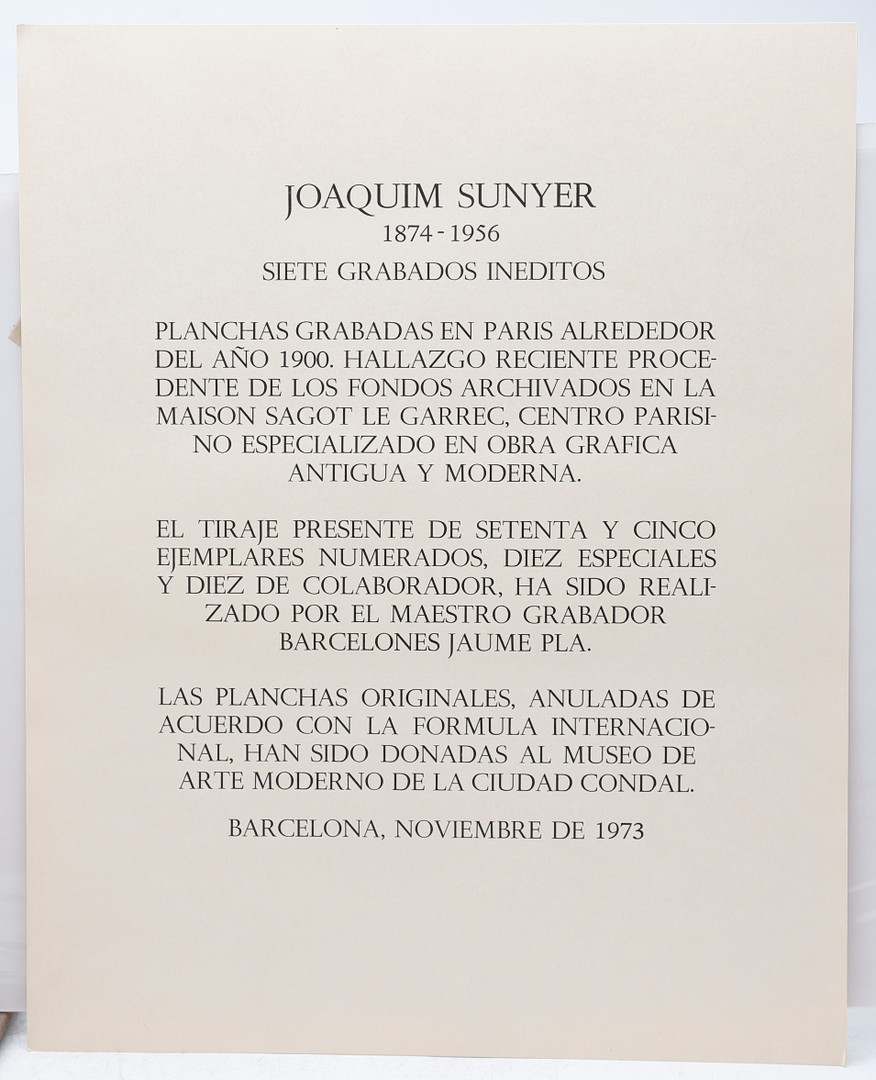 JOAQUIM SUNYER
1874-1956
SIETE GRABADOS INEDITOS
PLANCHAS GRABADAS EN PARIS ALREDEDOR
DEL AÑO 1900. HALLAZGO RECIENTE PROCE-
DENTE DE LOS FONDOS ARCHIVADOS EN LA
MAISON SAGOT LE GARREC, CENTRO PARISI-
NO ESPECIALIZADO EN OBRA GRAFICA
ANTIGUA Y MODERNA.
EL TIRAJE PRESENTE DE SETENTA Y CINCO
EJEMPLARES NUMERADOS, DIEZ ESPECIALES
Y DIEZ DE COLABORADOR, HA SIDO REALI-
ZADO POR EL MAESTRO GRABADOR
BARCELONES JAUME PLA.
LAS PLANCHAS ORIGINALES, ANULADAS DE
ACUERDO CON LA FORMULA INTERNACIO-
NAL, HAN SIDO DONADAS AL MUSEO DE
ARTE MODERNO DE LA CIUDAD CONDAL.
BARCELONA, NOVIEMBRE DE 1973